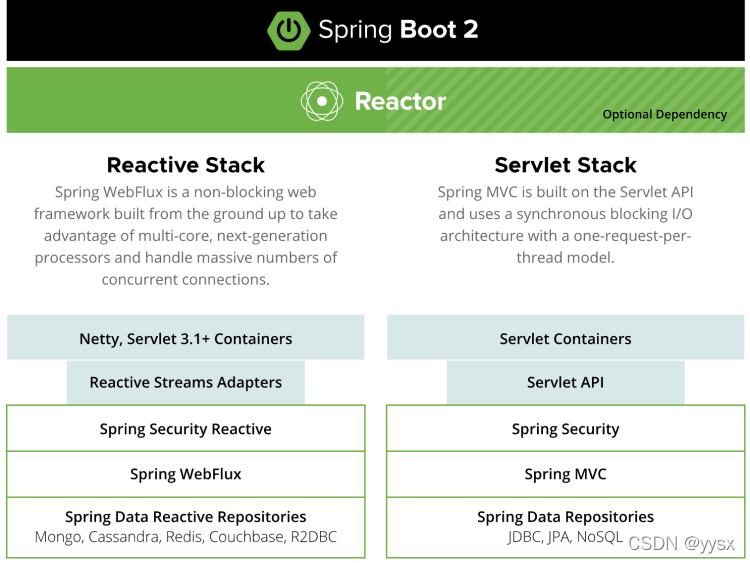 Spring Boot 2
Reactor
Optional Dependency
Reactive Stack
Spring WebFlux is a non-blocking web
framework built from the ground up to take
advantage of multi-core, next-generation
processors and handle massive numbers of
concurrent connections.
Netty, Servlet 3.1+ Containers
Reactive Streams Adapters
Spring Security Reactive
Spring WebFlux
Spring Data Reactive Repositories
Mongo, Cassandra, Redis, Couchbase, R2DBC
Servlet Stack
Spring MVC is built on the Servlet API
and uses a synchronous blocking I/O
architecture with a one-request-per-
thread model.
Servlet Containers
Servlet API
Spring Security
Spring MVC
Spring Data Repositories
JDBC, JPA, NoSQL
CSDN @yysx